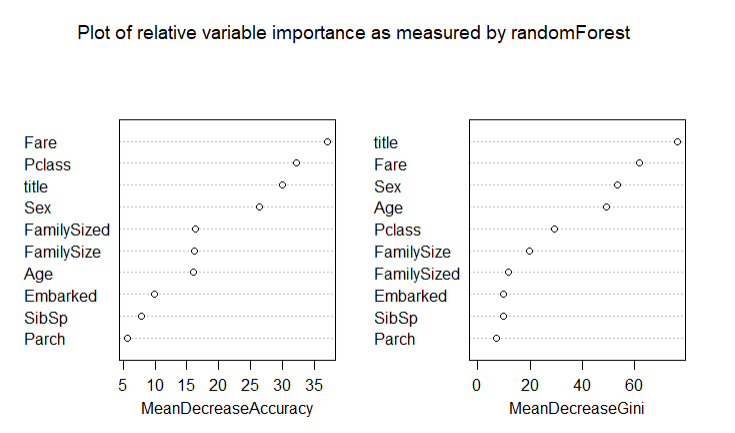 Plot of relative variable importance as measured by randomForest
Fare
Pclass
title
Sex
FamilySized
FamilySize
Age
Embarked
SibSp
Parch
5 10 15 20 25 30 35
MeanDecreaseAccuracy
title
Fare
Sex
Age
Pclass
FamilySize
FamilySized
Embarked
SibSp
Parch
0 20 40 60
MeanDecreaseGini